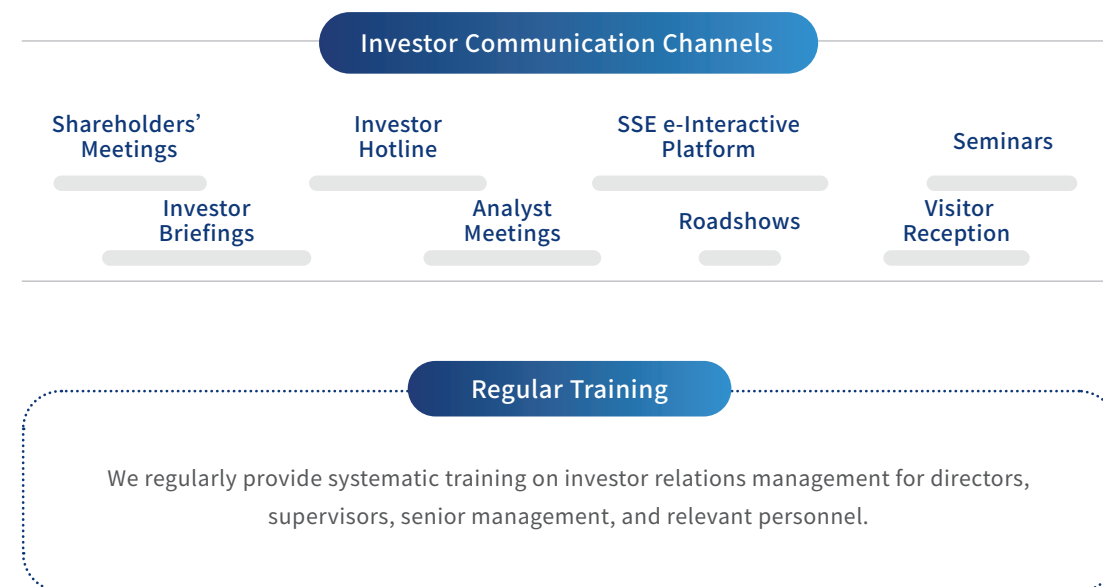 Investor Communication Channels
Shareholders’
Meetings
Investor
Hotline
SSE e-Interactive
Platform
Seminars
Investor
Briefings
Analyst
Meetings
Roadshows
Visitor
Reception
Regular Training
We regularly provide systematic training on investor relations management for directors,
supervisors, senior management, and relevant personnel.